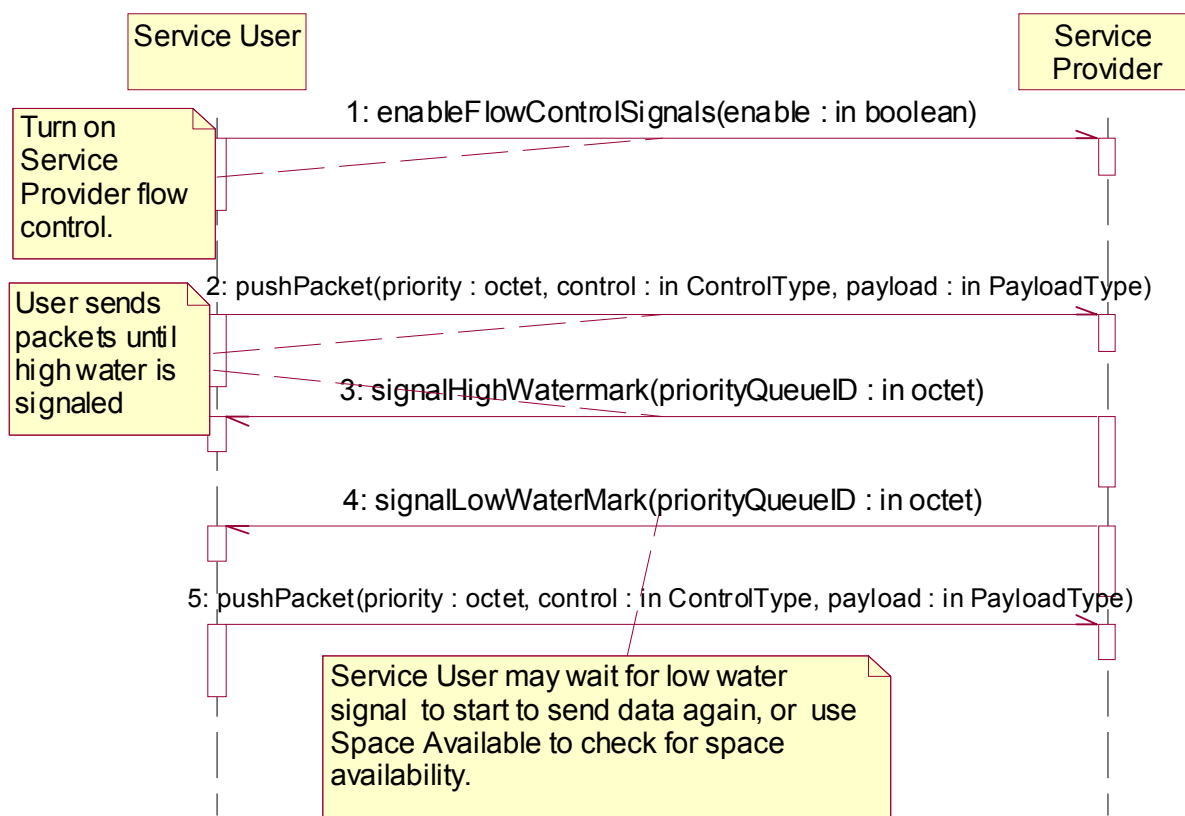 Service User
Service
Provider
1: enableFlowControlSignals(enable : in boolean)
Turn on
Service
Provider flow
control.
2: pushPacket(priority : octet, control : in ControlType, payload : in PayloadType)
User sends
packets until
high water is
signaled
3: signalHighWatermark(priorityQueueID : in octet)
4: signalLowWaterMark(priorityQueueID : in octet)
5: pushPacket(priority : octet, control : in ControlType, payload : in PayloadType)
Service User may wait for low water
signal to start to send data again, or use
Space Available to check for space
availability.